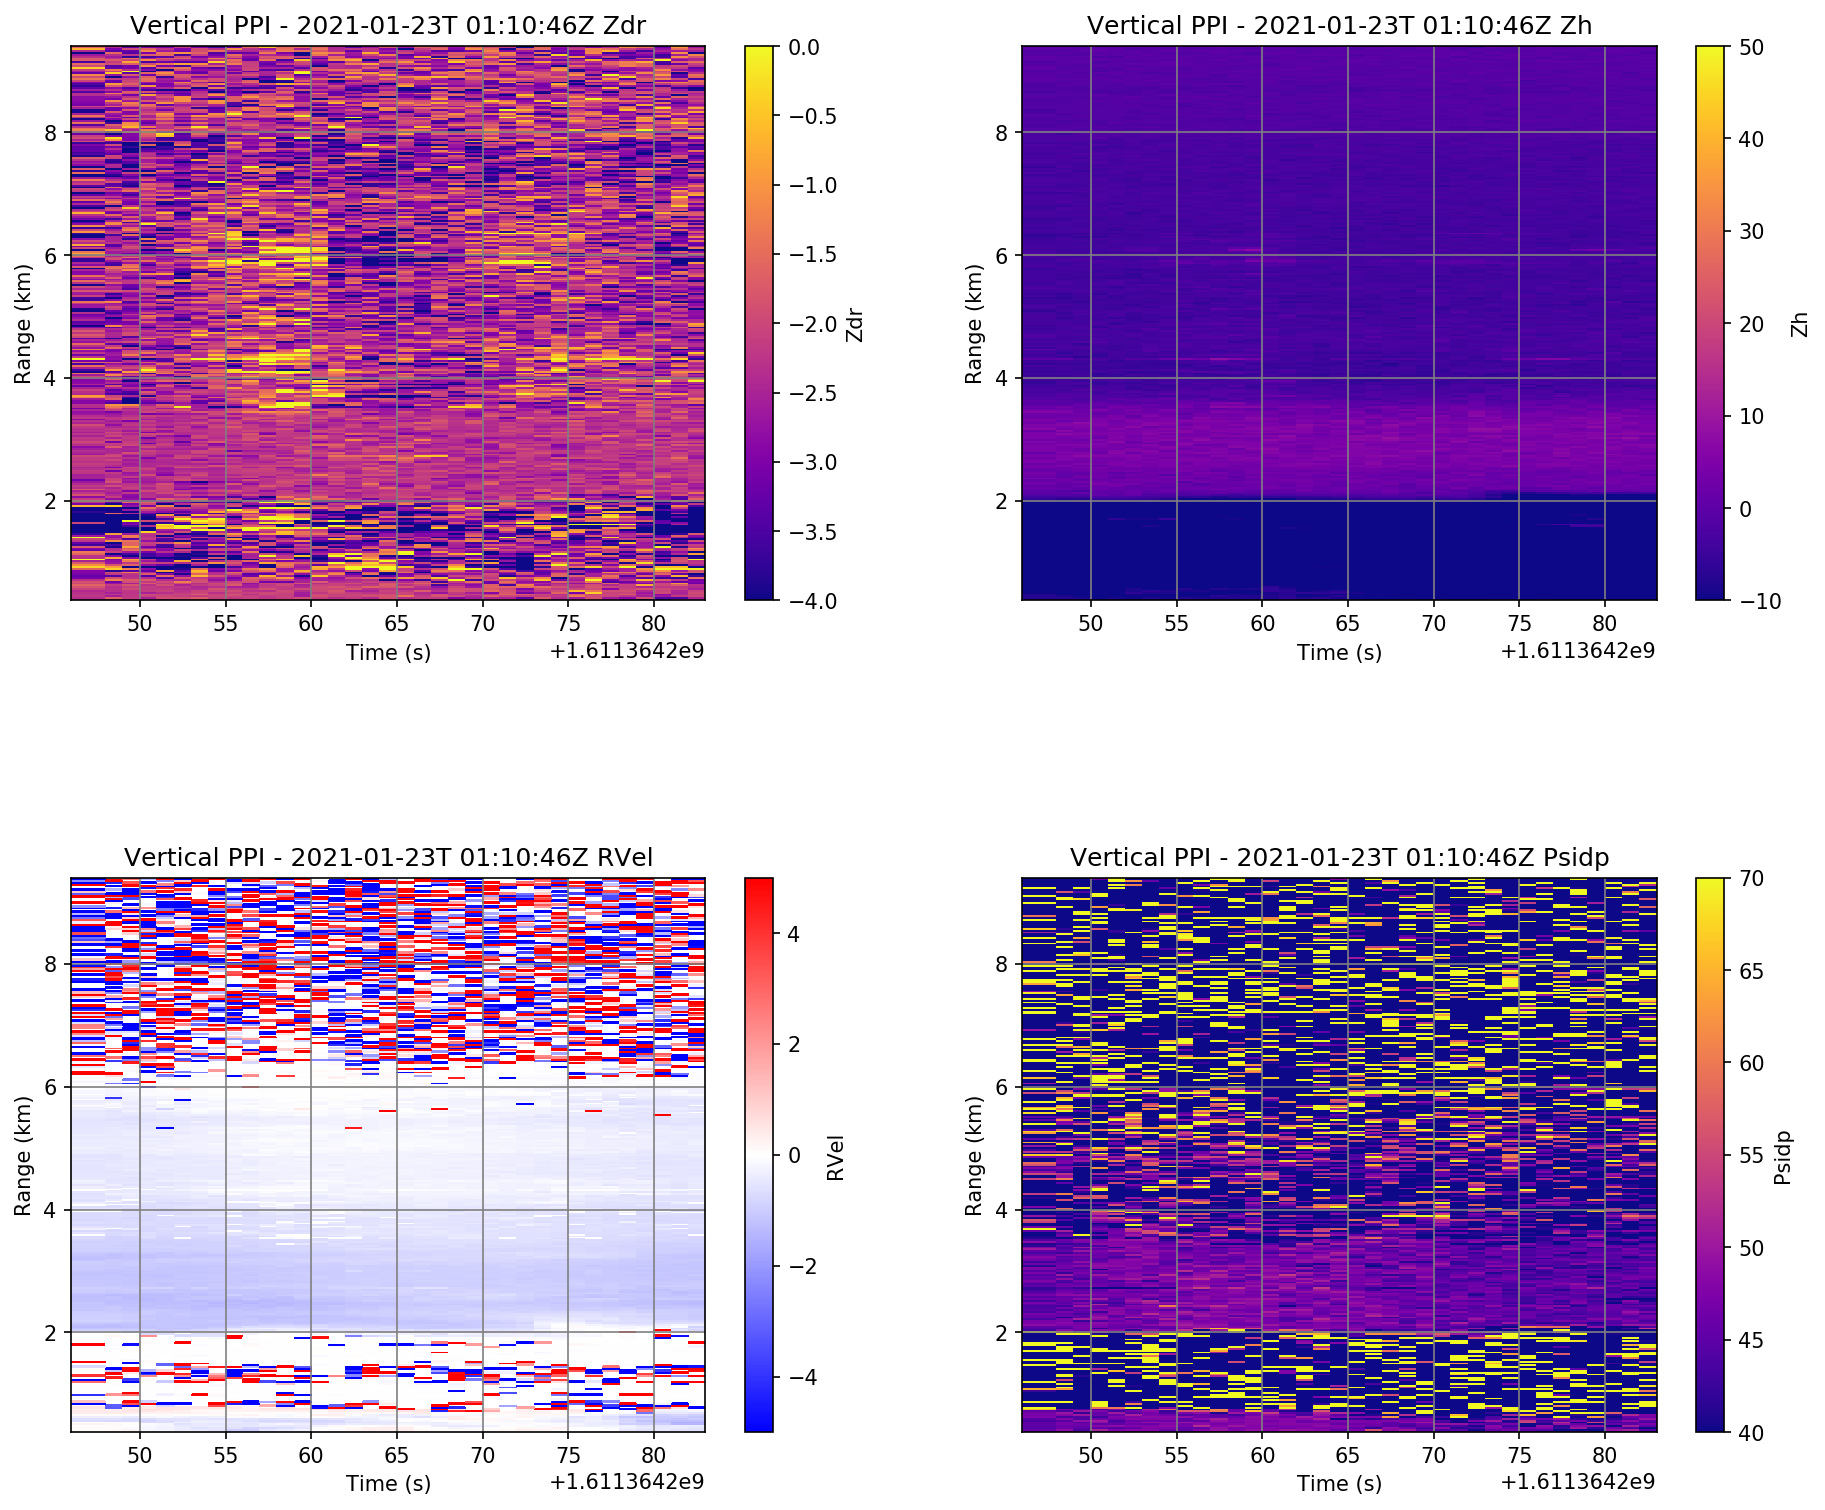 Vertical PPI - 2021-01-23T 01:10:46Z Zdr
Range (km)
8
6
4
2
50 55 60 65 70 75 80
Time (s)
+1.6113642e9
0.0
−0.5
−1.0
−1.5
−2.0
−2.5
−3.0
−3.5
−4.0
Zdr
Vertical PPI - 2021-01-23T 01:10:46Z Zh
Range (km)
8
6
4
2
50 55 60 65 70 75 80
Time (s)
+1.6113642e9
50
40
30
20
10
0
−10
Zh
Vertical PPI - 2021-01-23T 01:10:46Z RVel
Range (km)
8
6
4
2
50 55 60 65 70 75 80
Time (s)
+1.6113642e9
4
2
0
−2
−4
RVel
Vertical PPI - 2021-01-23T 01:10:46Z Psidp
Range (km)
8
6
4
2
50 55 60 65 70 75 80
Time (s)
+1.6113642e9
70
65
60
55
50
45
40
Psidp